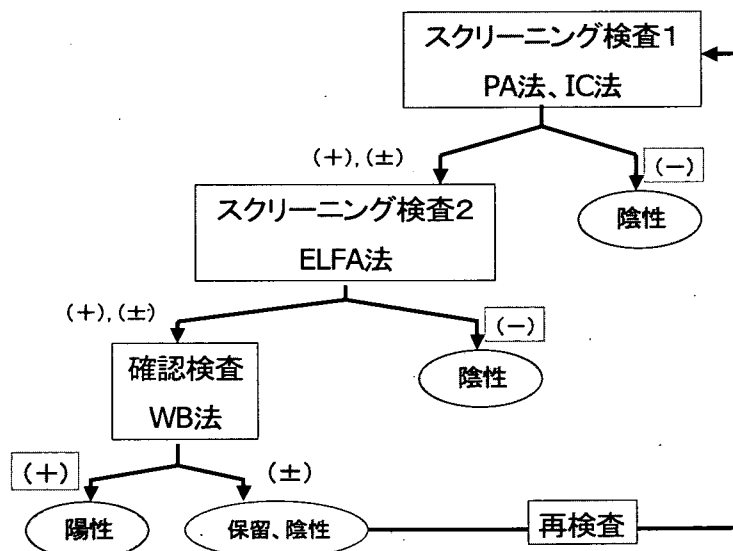 スクリーニング検査1
PA法、IC法
(+),(±)
(−)
スクリーニング検査2
ELFA法
陰性
(+),(±)
(−)
確認検査
WB法
陰性
(+)
(±)
陽性
保留、陰性
再検査